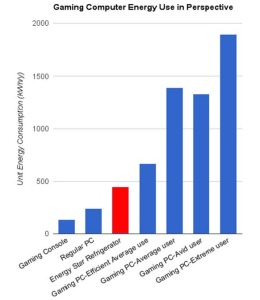 Gaming Computer Energy Use in Perspective
Unit Energy Consumption (kWh/y)
2000
1500
1000
500
0
Gaming Console
Regular PC
Energy Star Refrigerator
Gaming PC-Efficient Average use
Gaming PC-Average user
Gaming PC-Avid user
Gaming PC-Extreme user